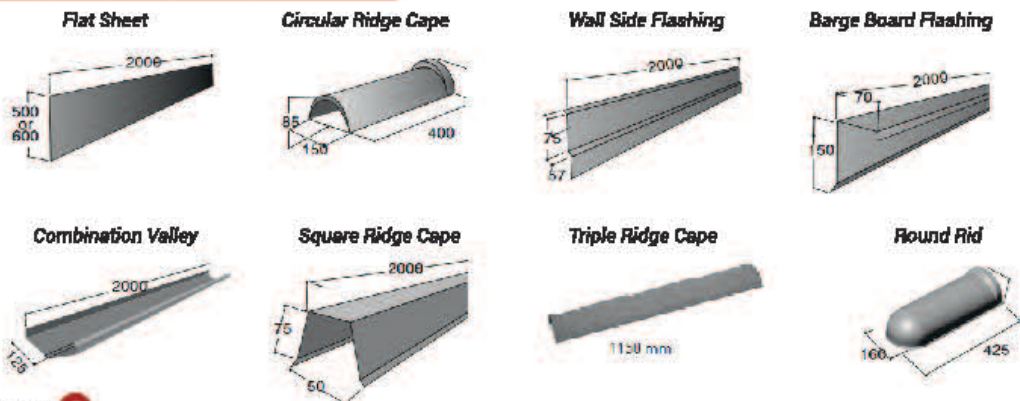 Flat Sheet
2000
500
or
600
Circular Ridge Cape
85
150
400
Wall Side Flashing
2000
75
57
Barge Board Flashing
2000
70
150
Combination Valley
2000
125
Square Ridge Cape
2000
75
50
Triple Ridge Cape
1150 mm
Round Rid
160
425